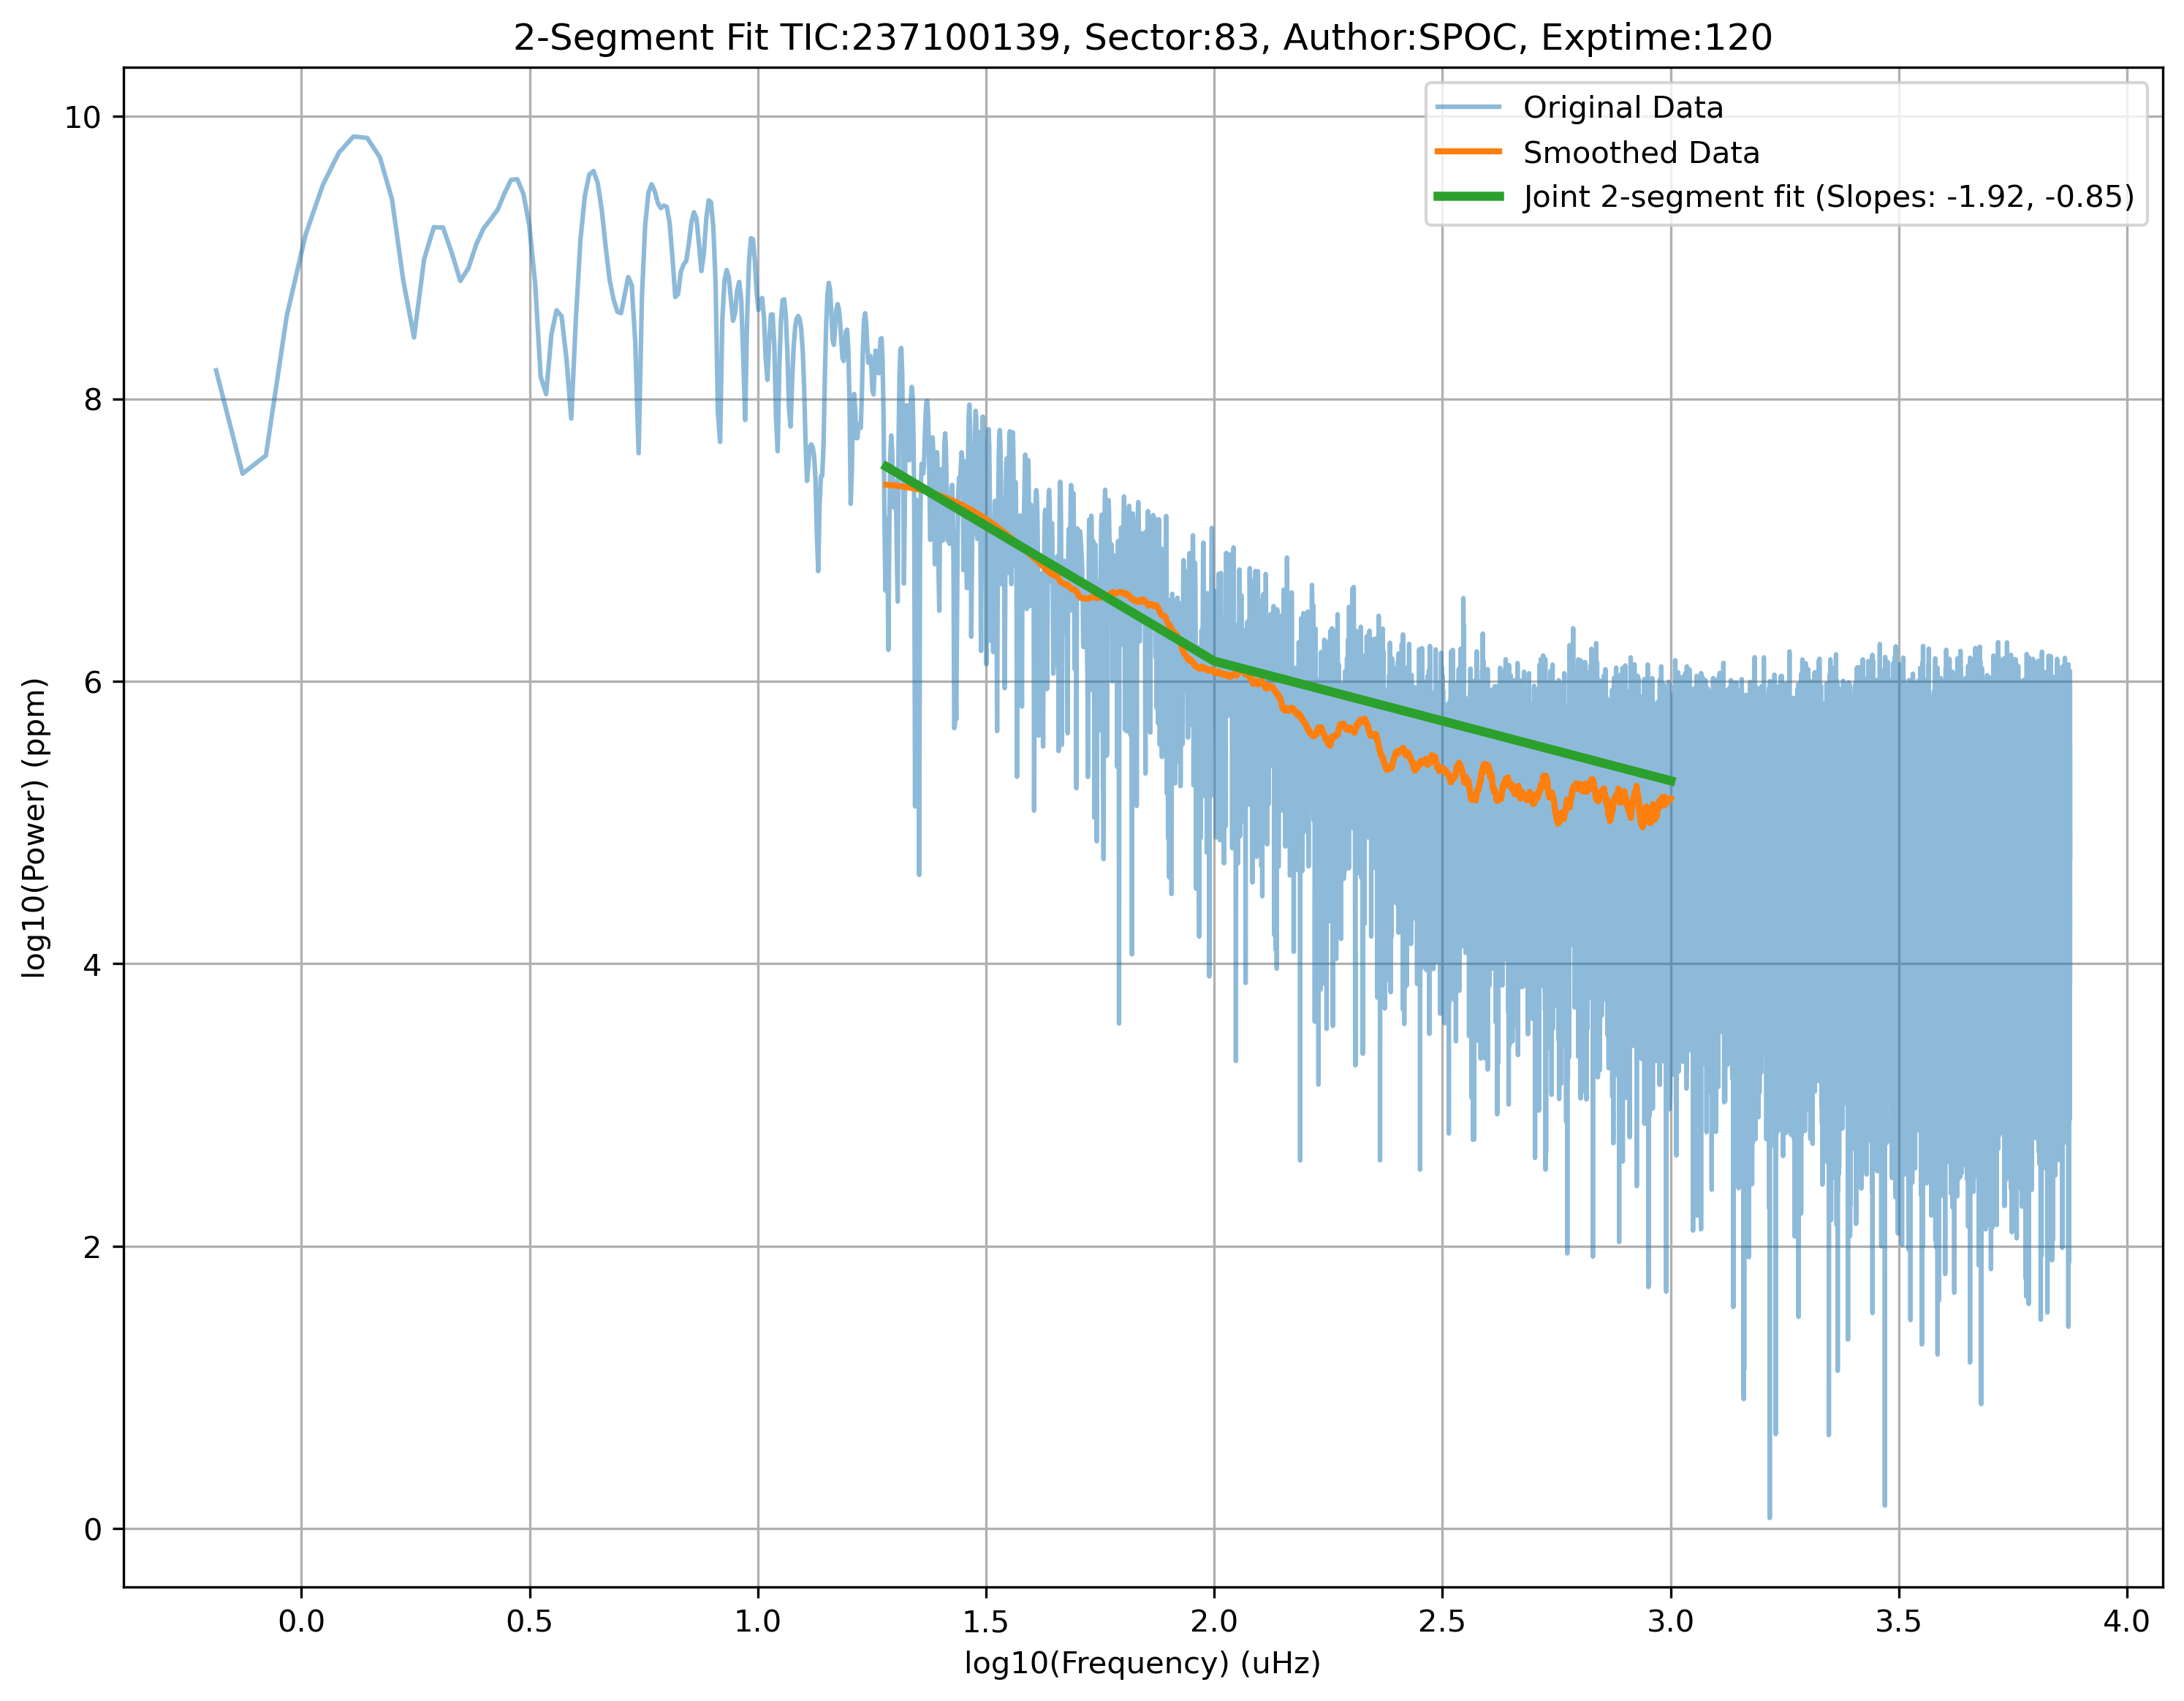 2-Segment Fit TIC:237100139, Sector:83, Author:SPOC, Exptime:120
Original Data
Smoothed Data
Joint 2-segment fit (Slopes: -1.92, -0.85)
log10(Power) (ppm)
10
8
6
4
2
0
0.0 0.5 1.0 1.5 2.0 2.5 3.0 3.5 4.0
log10(Frequency) (uHz)